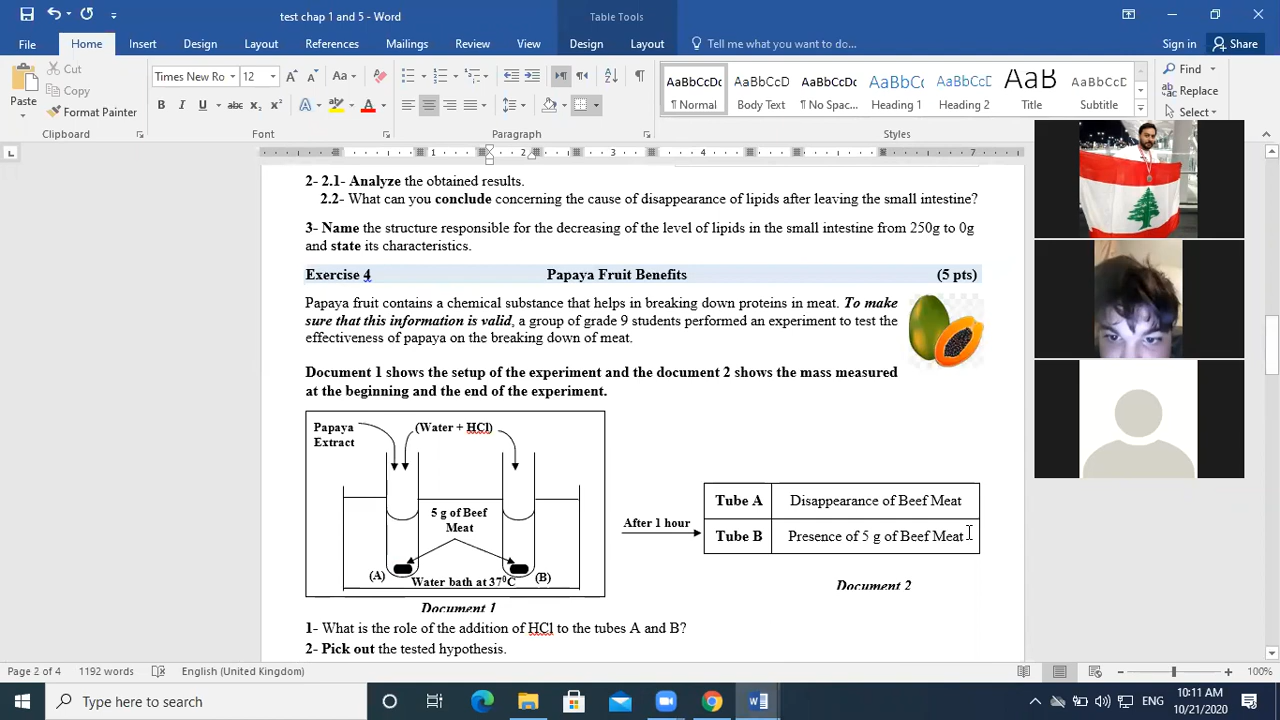 test chap 1 and 5 - Word
Table Tools
Sign in
Share
File
Home
Insert
Design
Layout
References
Mailings
Review
View
Design
Layout
Tell me what you want to do...
Paste
Cut
Copy
Format Painter
Clipboard
Times New Ro
12
Aa
B I U abc x₂ x²
Font
Paragraph
AaBbCcDc
¶ Normal
AaBbCcD
Body Text
AaBbCcDc
¶ No Spac...
AaBbC
Heading 1
AaBbCcD
Heading 2
AaB
Title
AaBbCcD
Subtitle
Styles
Find
Replace
Select
1 2 3 4 7
2- 2.1- Analyze the obtained results.
2.2- What can you conclude concerning the cause of disappearance of lipids after leaving the small intestine?
3- Name the structure responsible for the decreasing of the level of lipids in the small intestine from 250g to 0g
and state its characteristics.
Exercise 4 Papaya Fruit Benefits (5 pts)
Papaya fruit contains a chemical substance that helps in breaking down proteins in meat. To make
sure that this information is valid, a group of grade 9 students performed an experiment to test the
effectiveness of papaya on the breaking down of meat.
Document 1 shows the setup of the experiment and the document 2 shows the mass measured
at the beginning and the end of the experiment.
Papaya
Extract
(Water + HCl)
5 g of Beef
Meat
(A)
Water bath at 37⁰C
(B)
Document 1
After 1 hour
Tube A Disappearance of Beef Meat
Tube B Presence of 5 g of Beef Meat
Document 2
1- What is the role of the addition of HCl to the tubes A and B?
2- Pick out the tested hypothesis.
Page 2 of 4
1192 words
English (United Kingdom)
100%
Type here to search
ENG
10:11 AM
10/21/2020